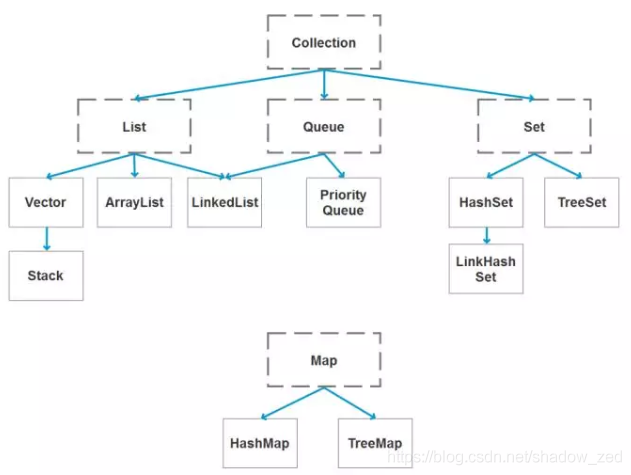 Collection
List
Queue
Set
Vector
ArrayList
LinkedList
Priority
Queue
HashSet
TreeSet
Stack
LinkHash
Set
Map
HashMap
TreeMap
https://blog.csdn.net/shadow_zed